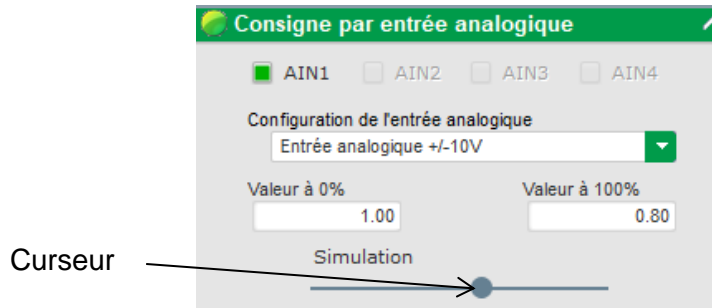 Consigne par entrée analogique
AIN1 AIN2 AIN3 AIN4
Configuration de l'entrée analogique
Entrée analogique +/-10V
Valeur à 0% Valeur à 100%
1.00 0.80
Simulation
Curseur